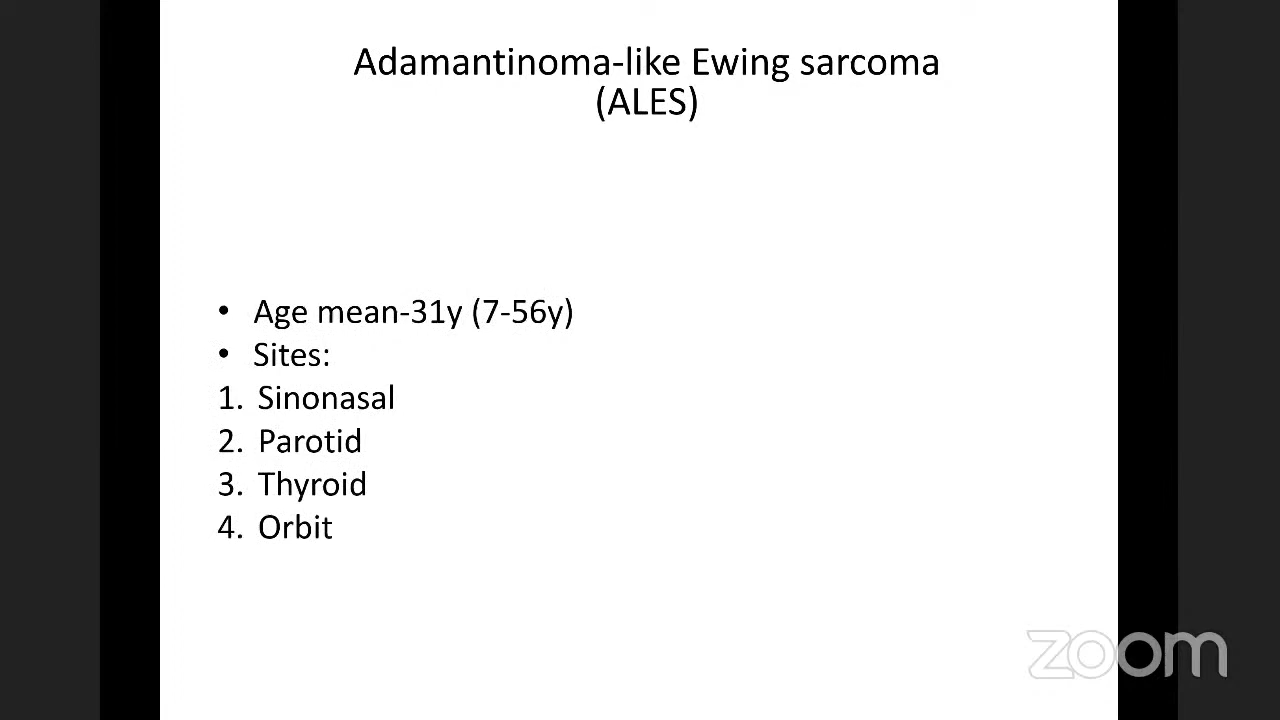 Adamantinoma-like Ewing sarcoma
(ALES)
• Age mean-31y (7-56y)
• Sites:
1. Sinonasal
2. Parotid
3. Thyroid
4. Orbit
zoom